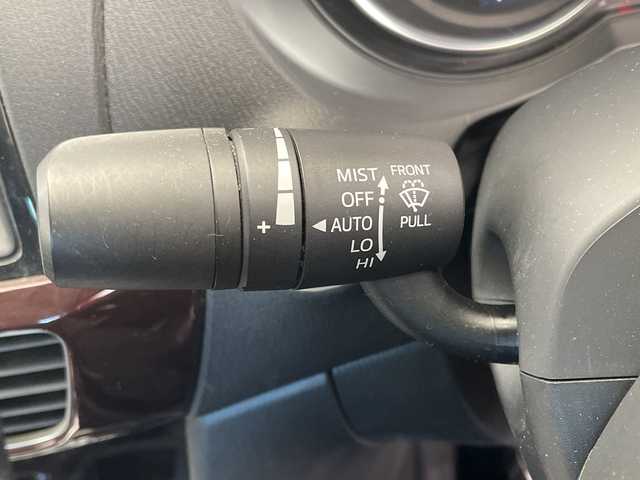 MIST FRONT
OFF
AUTO PULL
LO
HI
+